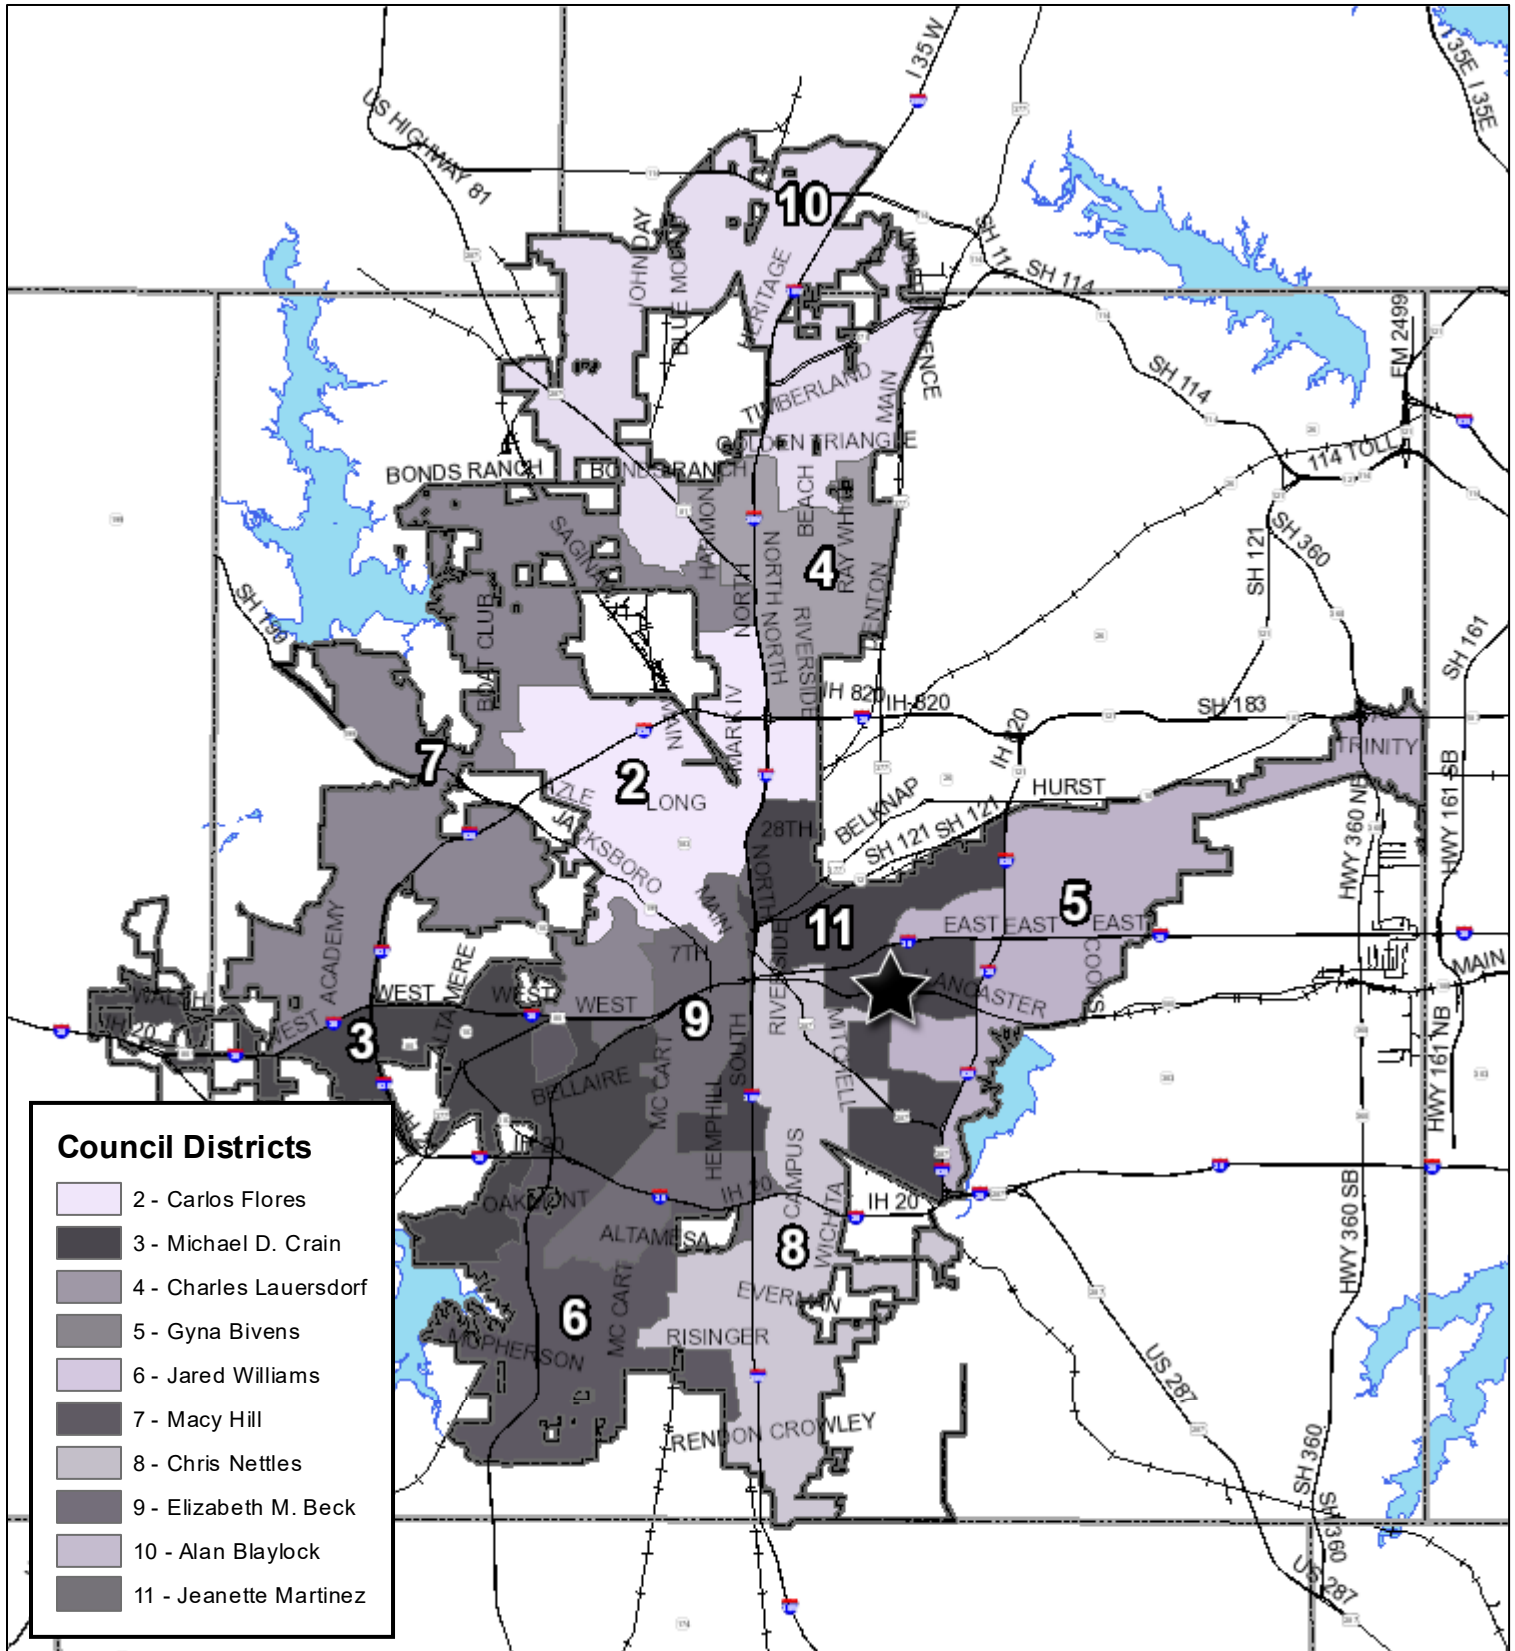 I 35W
I 35E
I 35E
US HIGHWAY 81
10
JOHN DAY
BLUE MOUND
HERITAGE
INDEPENDENCE
SH 114
SH 114
SH 114
FM 2499
TIMBERLAND
MAIN
GOLDEN TRIANGLE
114 TOLL
BONDS RANCH
BONDS RANCH
HARMON
BEACH
RAY WHITE
SAGINAW
4
NORTH
NORTH
NORTH
RIVERSIDE
DENTON
SH 121
SH 360
SH 199
BOAT CLUB
SH 161
IH 820
IH 820
IH 820
SH 183
MAIN
MARK IV
TRINITY
7
2
AZLE
LONG
JACKSBORO
BELKNAP
HURST
28TH
SH 121
SH 121
HWY 360 NB
HWY 161 SB
NORTH
MAIN
11
5
EAST
EAST
EAST
ACADEMY
7TH
RIVERSIDE
COOKS
MAIN
WALSH
WEST
WEST
WEST
WEST
ALTAMERE
LANCASTER
IH 20
3
9
MITCHELL
HWY 161 NB
BELLAIRE
MC CART
SOUTH
HEMPHILL
CAMPUS
IH 20
OAKMONT
IH 20
IH 20
WICHITA
ALTAMESA
8
HWY 360 SB
EVERMAN
6
MC CART
MCPHERSON
RISINGER
US 287
RENDON CROWLEY
SH 360
SH 360
US 287
Council Districts
2 - Carlos Flores
3 - Michael D. Crain
4 - Charles Lauersdorf
5 - Gyna Bivens
6 - Jared Williams
7 - Macy Hill
8 - Chris Nettles
9 - Elizabeth M. Beck
10 - Alan Blaylock
11 - Jeanette Martinez